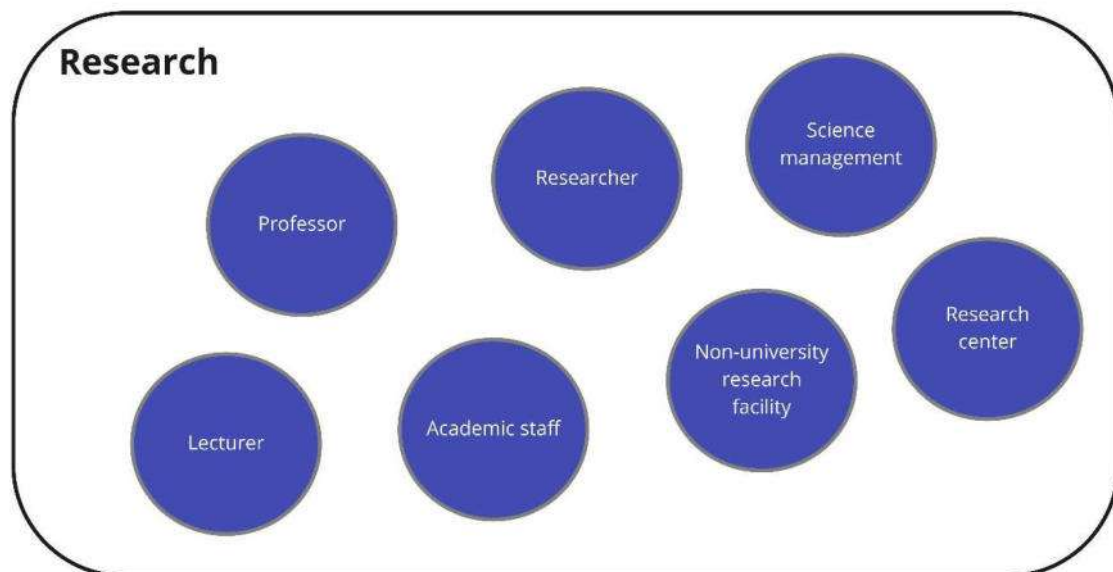 Research
Professor
Researcher
Science
management
Lecturer
Academic staff
Non-university
research
facility
Research
center